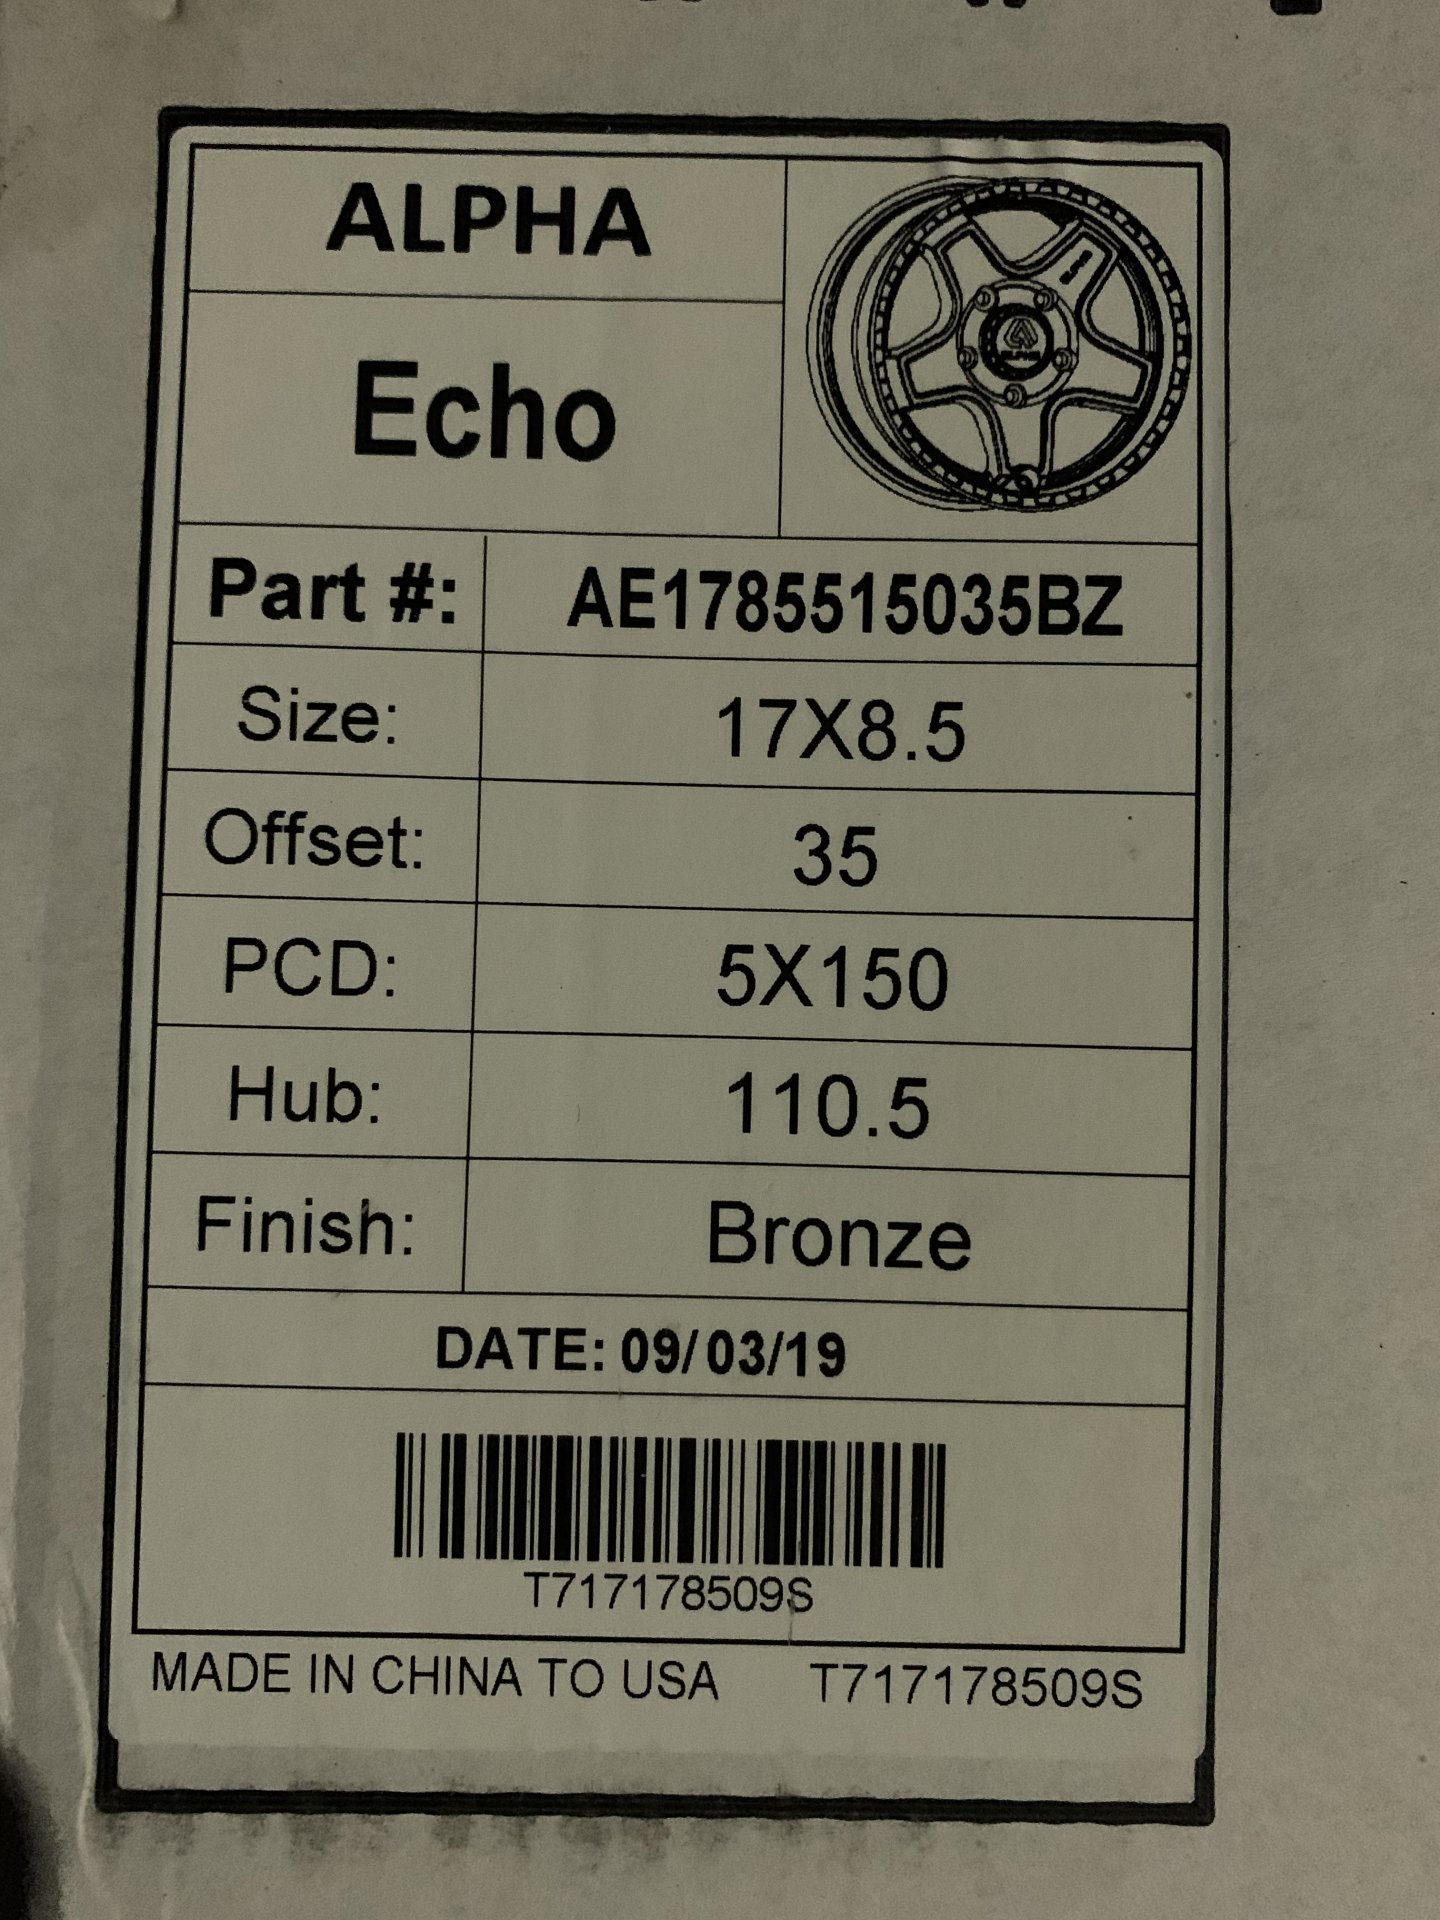 ALPHA
Echo
Part #: AE1785515035BZ
Size: 17X8.5
Offset: 35
PCD: 5X150
Hub: 110.5
Finish: Bronze
DATE: 09/03/19
T717178509S
MADE IN CHINA TO USA T717178509S